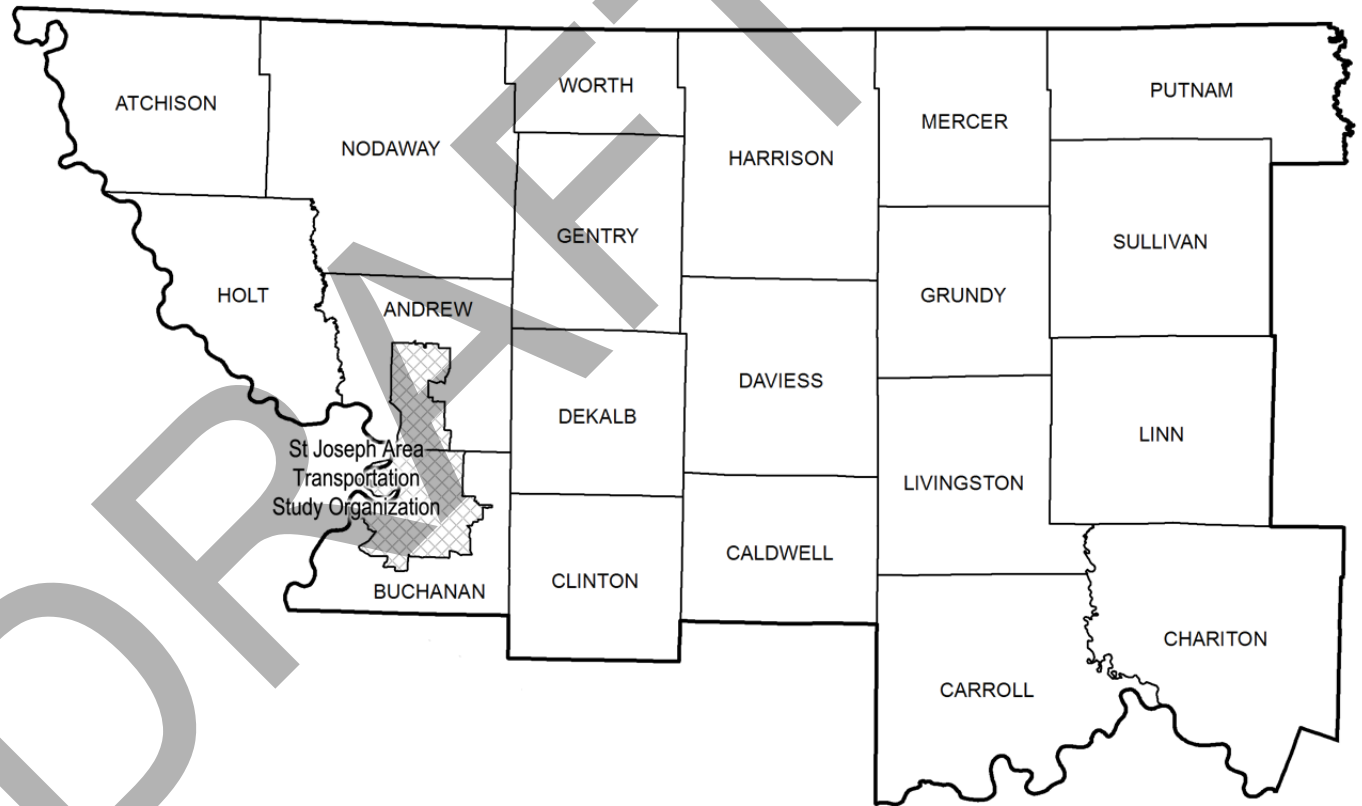 WORTH
PUTNAM
ATCHISON
MERCER
NODAWAY
HARRISON
GENTRY
SULLIVAN
HOLT
GRUNDY
ANDREW
DAVIESS
DEKALB
LINN
St Joseph Area
Transportation
Study Organization
LIVINGSTON
CALDWELL
CLINTON
BUCHANAN
CHARITON
CARROLL
DRAFT